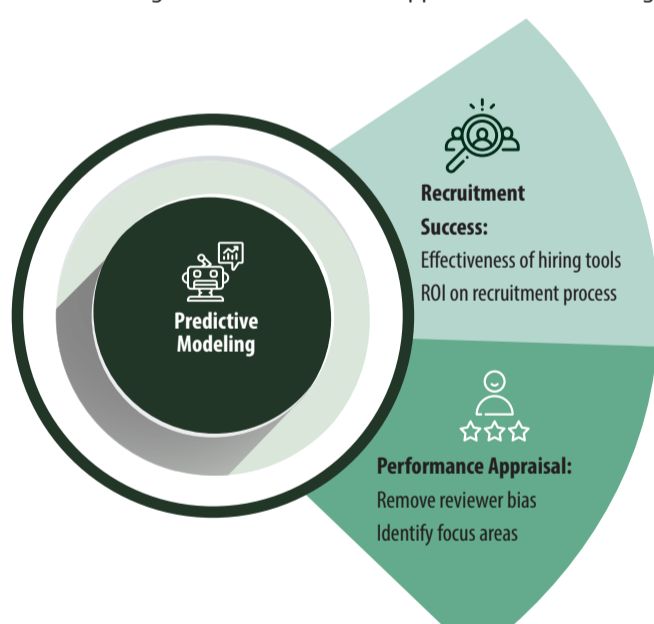 Predictive
Modeling
Recruitment
Success:
Effectiveness of hiring tools
ROI on recruitment process
Performance Appraisal:
Remove reviewer bias
Identify focus areas